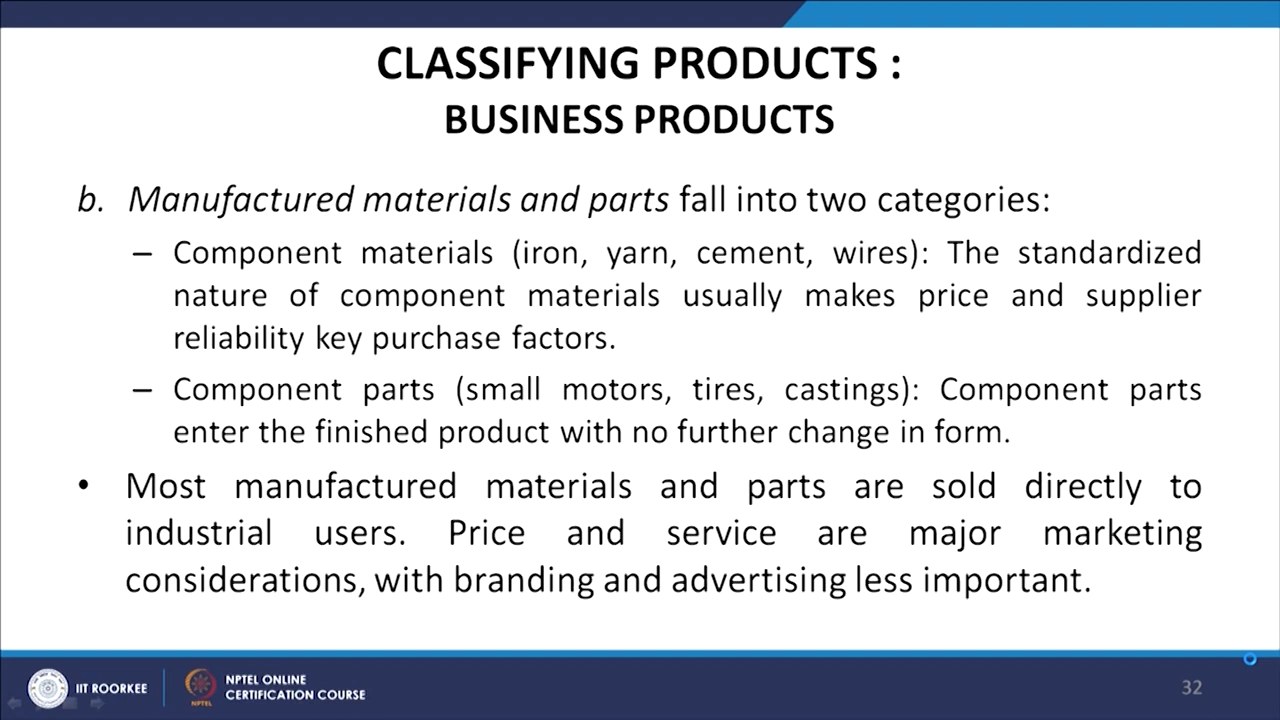 CLASSIFYING PRODUCTS :
BUSINESS PRODUCTS
b. Manufactured materials and parts fall into two categories:
– Component materials (iron, yarn, cement, wires): The standardized
nature of component materials usually makes price and supplier
reliability key purchase factors.
– Component parts (small motors, tires, castings): Component parts
enter the finished product with no further change in form.
• Most manufactured materials and parts are sold directly to
industrial users. Price and service are major marketing
considerations, with branding and advertising less important.
IIT ROORKEE
NPTEL
NPTEL ONLINE
CERTIFICATION COURSE
32